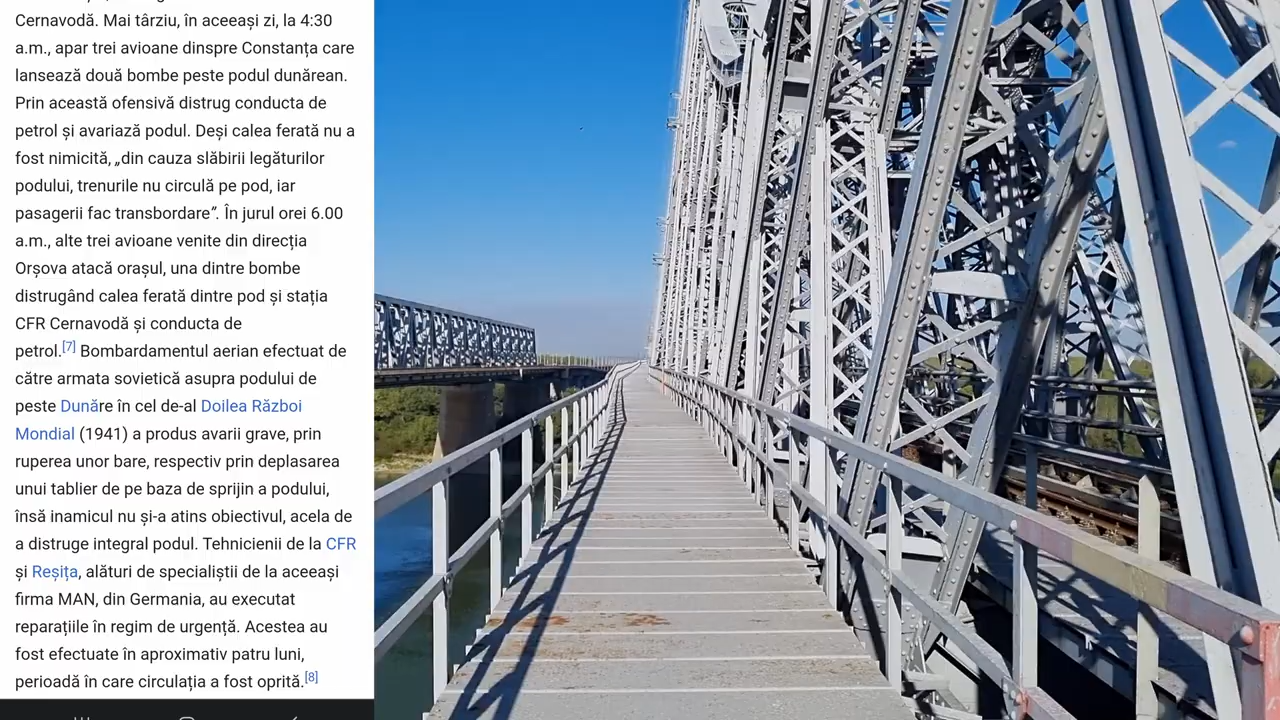 Cernavodă. Mai târziu, în aceeași zi, la 4:30
a.m., apar trei avioane dinspre Constanța care
lansează două bombe peste podul dunărean.
Prin această ofensivă distrug conducta de
petrol și avariază podul. Deși calea ferată nu a
fost nimicită, „din cauza slăbirii legăturilor
podului, trenurile nu circulă pe pod, iar
pasagerii fac transbordare”. În jurul orei 6.00
a.m., alte trei avioane venite din direcția
Orșova atacă orașul, una dintre bombe
distrugând calea ferată dintre pod și stația
CFR Cernavodă și conducta de
petrol.[7] Bombardamentul aerian efectuat de
către armata sovietică asupra podului de
peste Dunăre în cel de-al Doilea Război
Mondial (1941) a produs avarii grave, prin
ruperea unor bare, respectiv prin deplasarea
unui tablier de pe baza de sprijin a podului,
însă inamicul nu și-a atins obiectivul, acela de
a distruge integral podul. Tehnicienii de la CFR
și Reșița, alături de specialiștii de la aceeași
firma MAN, din Germania, au executat
reparațiile în regim de urgență. Acestea au
fost efectuate în aproximativ patru luni,
perioadă în care circulația a fost oprită.[8]